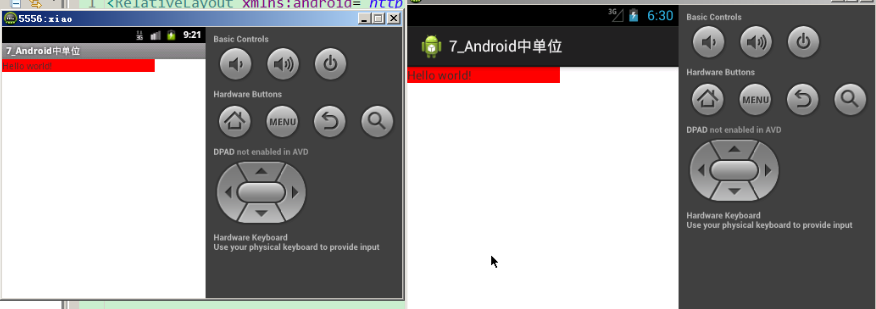 1 <RelativeLayout xmlns:android="http
5556:xiao
9:21
7_Android中单位
Hello world!
Basic Controls
Hardware Buttons
MENU
DPAD not enabled in AVD
Hardware Keyboard
Use your physical keyboard to provide input
3G 6:30
7_Android中单位
Hello world!
Basic Controls
Hardware Buttons
MENU
DPAD not enabled in AVD
Hardware Keyboard
Use your physical keyboard to provide input